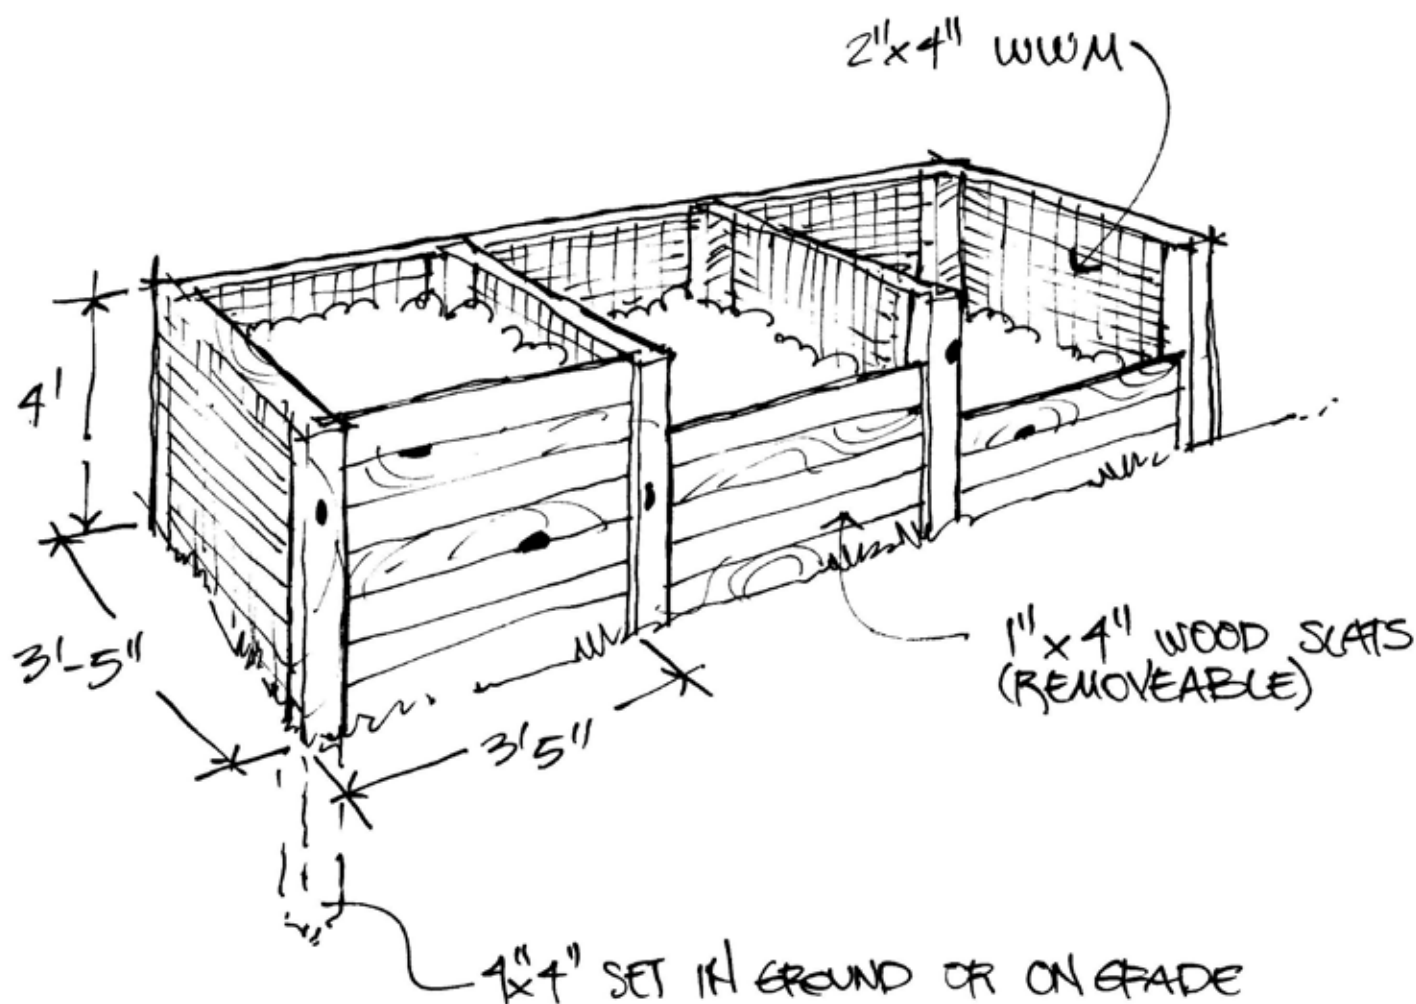 2"x4" WWM
4'
3'-5"
3'5"
1"x4" WOOD SLATS
(REMOVEABLE)
4"x4" SET IN GROUND OR ON GRADE